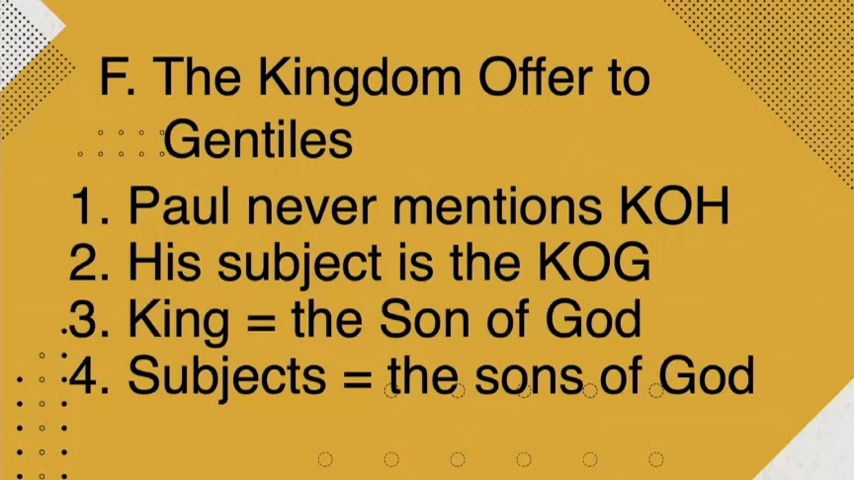 F. The Kingdom Offer to
Gentiles
1. Paul never mentions KOH
2. His subject is the KOG
3. King = the Son of God
4. Subjects = the sons of God